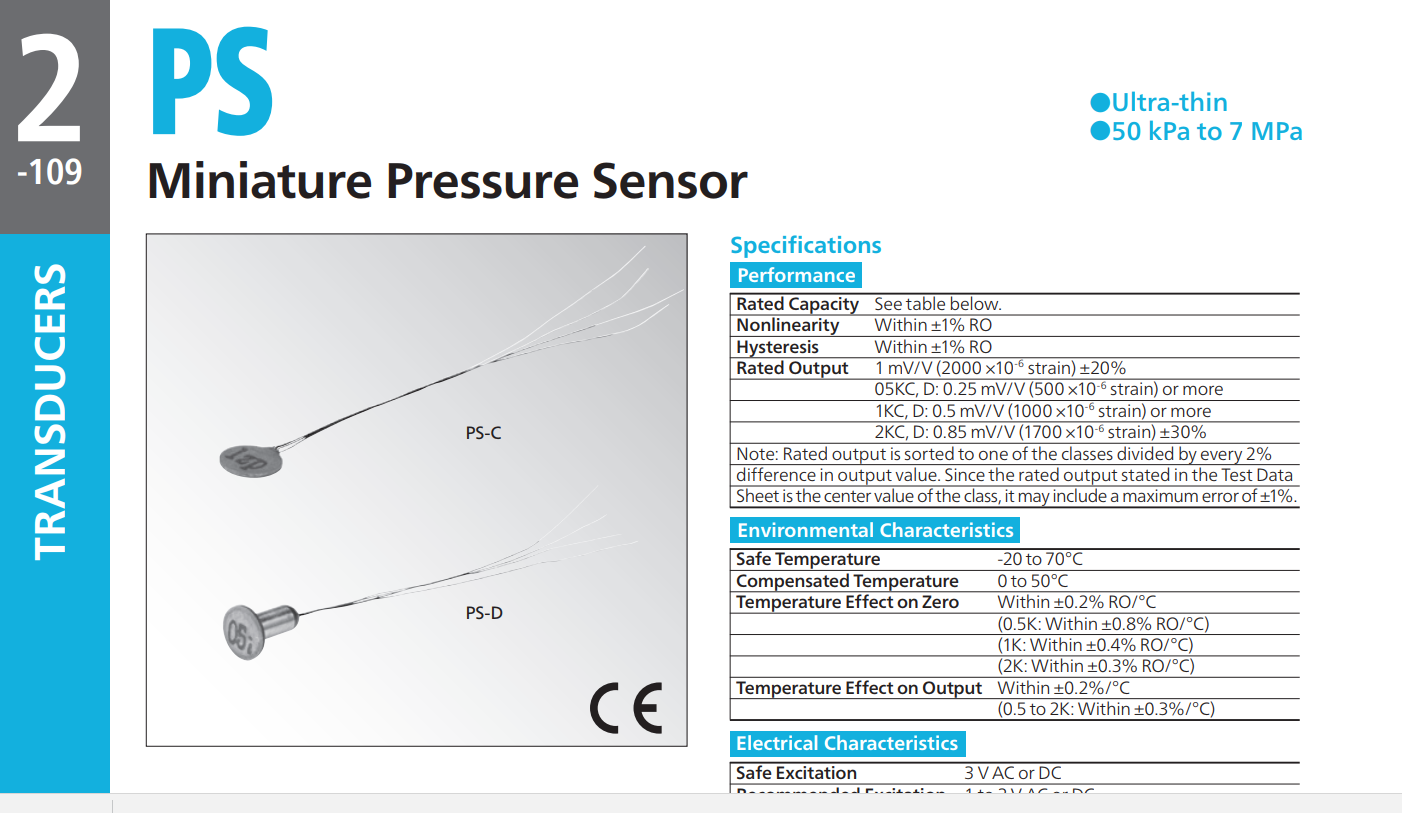 2
-109
TRANSDUCERS
PS
Miniature Pressure Sensor
●Ultra-thin
●50 kPa to 7 MPa
PS-C
PS-D
CE
Specifications
Performance
Rated Capacity See table below.
Nonlinearity Within ±1% RO
Hysteresis Within ±1% RO
Rated Output 1 mV/V (2000 ×10⁻⁶ strain) ±20%
05KC, D: 0.25 mV/V (500 ×10⁻⁶ strain) or more
1KC, D: 0.5 mV/V (1000 ×10⁻⁶ strain) or more
2KC, D: 0.85 mV/V (1700 ×10⁻⁶ strain) ±30%
Note: Rated output is sorted to one of the classes divided by every 2%
difference in output value. Since the rated output stated in the Test Data
Sheet is the center value of the class, it may include a maximum error of ±1%.
Environmental Characteristics
Safe Temperature -20 to 70°C
Compensated Temperature 0 to 50°C
Temperature Effect on Zero Within ±0.2% RO/°C
(0.5K: Within ±0.8% RO/°C)
(1K: Within ±0.4% RO/°C)
(2K: Within ±0.3% RO/°C)
Temperature Effect on Output Within ±0.2%/°C
(0.5 to 2K: Within ±0.3%/°C)
Electrical Characteristics
Safe Excitation 3 V AC or DC
Recommended Excitation 1 to 2 V AC or DC